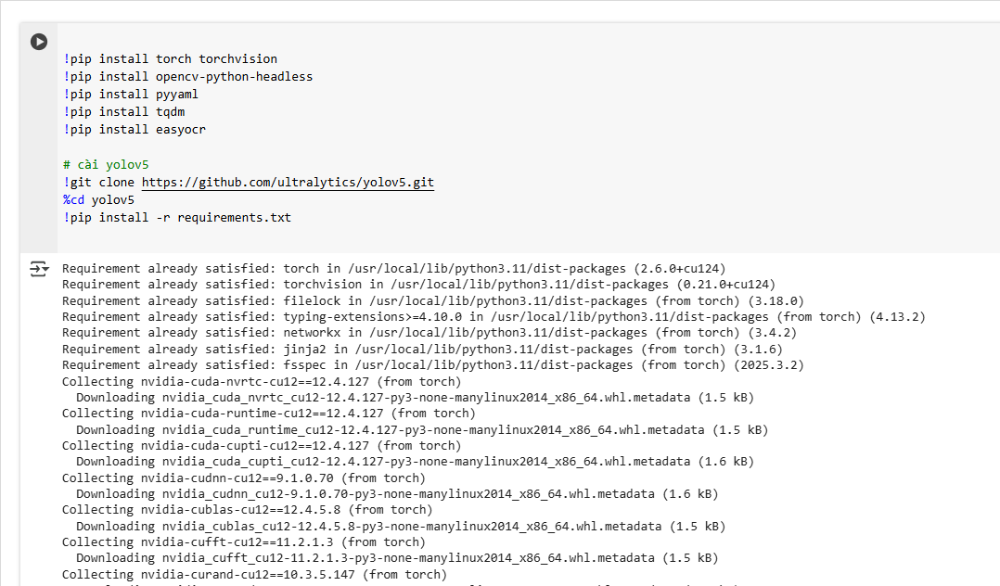 !pip install torch torchvision
!pip install opencv-python-headless
!pip install pyyaml
!pip install tqdm
!pip install easyocr
# cài yolov5
!git clone https://github.com/ultralytics/yolov5.git
%cd yolov5
!pip install -r requirements.txt
Requirement already satisfied: torch in /usr/local/lib/python3.11/dist-packages (2.6.0+cu124)
Requirement already satisfied: torchvision in /usr/local/lib/python3.11/dist-packages (0.21.0+cu124)
Requirement already satisfied: filelock in /usr/local/lib/python3.11/dist-packages (from torch) (3.18.0)
Requirement already satisfied: typing-extensions>=4.10.0 in /usr/local/lib/python3.11/dist-packages (from torch) (4.13.2)
Requirement already satisfied: networkx in /usr/local/lib/python3.11/dist-packages (from torch) (3.4.2)
Requirement already satisfied: jinja2 in /usr/local/lib/python3.11/dist-packages (from torch) (3.1.6)
Requirement already satisfied: fsspec in /usr/local/lib/python3.11/dist-packages (from torch) (2025.3.2)
Collecting nvidia-cuda-nvrtc-cu12==12.4.127 (from torch)
Downloading nvidia_cuda_nvrtc_cu12-12.4.127-py3-none-manylinux2014_x86_64.whl.metadata (1.5 kB)
Collecting nvidia-cuda-runtime-cu12==12.4.127 (from torch)
Downloading nvidia_cuda_runtime_cu12-12.4.127-py3-none-manylinux2014_x86_64.whl.metadata (1.5 kB)
Collecting nvidia-cuda-cupti-cu12==12.4.127 (from torch)
Downloading nvidia_cuda_cupti_cu12-12.4.127-py3-none-manylinux2014_x86_64.whl.metadata (1.6 kB)
Collecting nvidia-cudnn-cu12==9.1.0.70 (from torch)
Downloading nvidia_cudnn_cu12-9.1.0.70-py3-none-manylinux2014_x86_64.whl.metadata (1.6 kB)
Collecting nvidia-cublas-cu12==12.4.5.8 (from torch)
Downloading nvidia_cublas_cu12-12.4.5.8-py3-none-manylinux2014_x86_64.whl.metadata (1.5 kB)
Collecting nvidia-cufft-cu12==11.2.1.3 (from torch)
Downloading nvidia_cufft_cu12-11.2.1.3-py3-none-manylinux2014_x86_64.whl.metadata (1.5 kB)
Collecting nvidia-curand-cu12==10.3.5.147 (from torch)